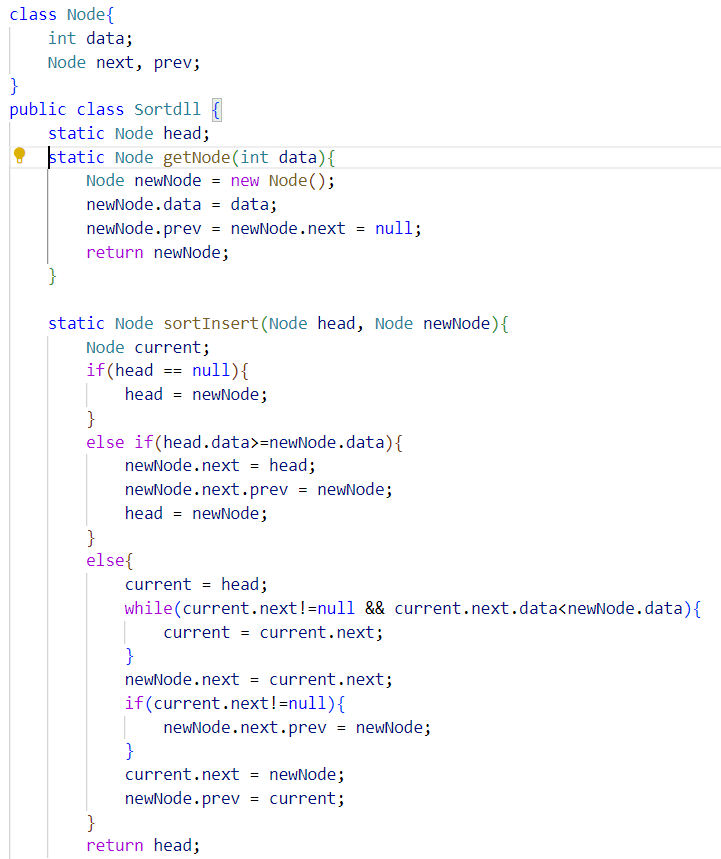 class Node{
    int data;
    Node next, prev;
}
public class Sortdll {
    static Node head;
    static Node getNode(int data){
        Node newNode = new Node();
        newNode.data = data;
        newNode.prev = newNode.next = null;
        return newNode;
    }

    static Node sortInsert(Node head, Node newNode){
        Node current;
        if(head == null){
            head = newNode;
        }
        else if(head.data>=newNode.data){
            newNode.next = head;
            newNode.next.prev = newNode;
            head = newNode;
        }
        else{
            current = head;
            while(current.next!=null && current.next.data<newNode.data){
                current = current.next;
            }
            newNode.next = current.next;
            if(current.next!=null){
                newNode.next.prev = newNode;
            }
            current.next = newNode;
            newNode.prev = current;
        }
        return head;